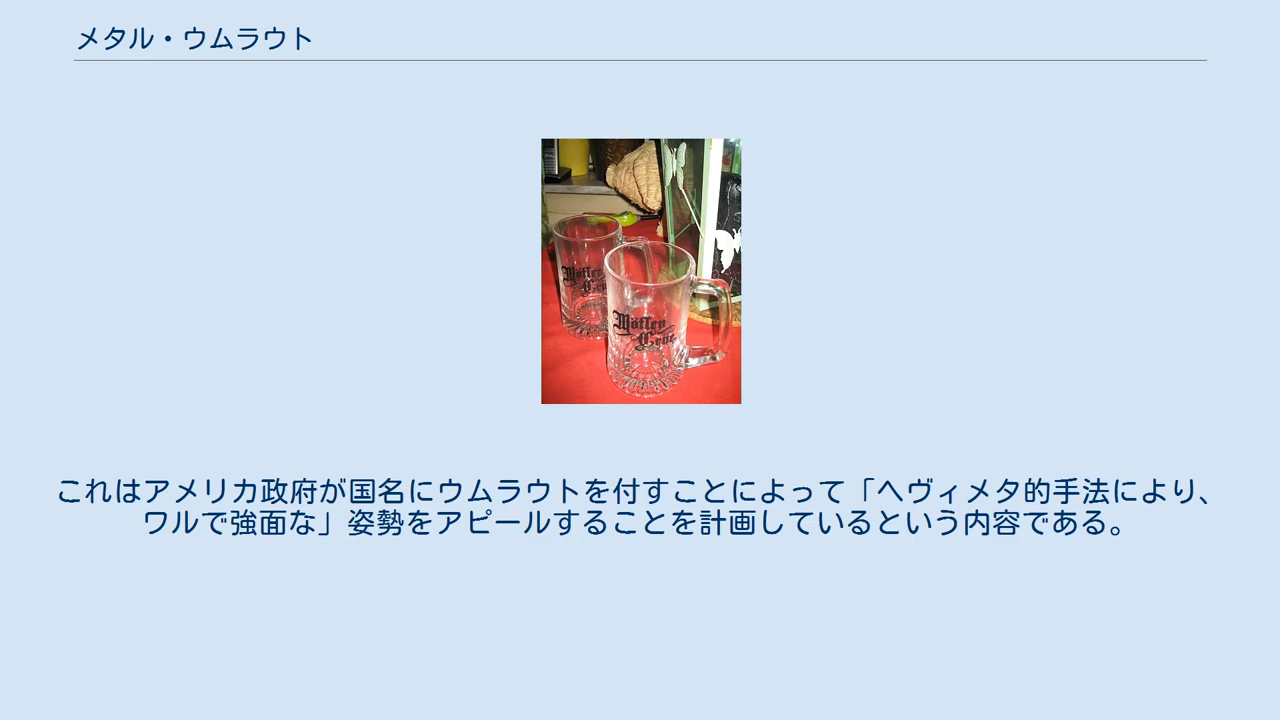 メタル・ウムラウト
Mötley
Crüe
Mötley
Crüe
これはアメリカ政府が国名にウムラウトを付すことによって「ヘヴィメタ的手法により、
ワルで強面な」姿勢をアピールすることを計画しているという内容である。